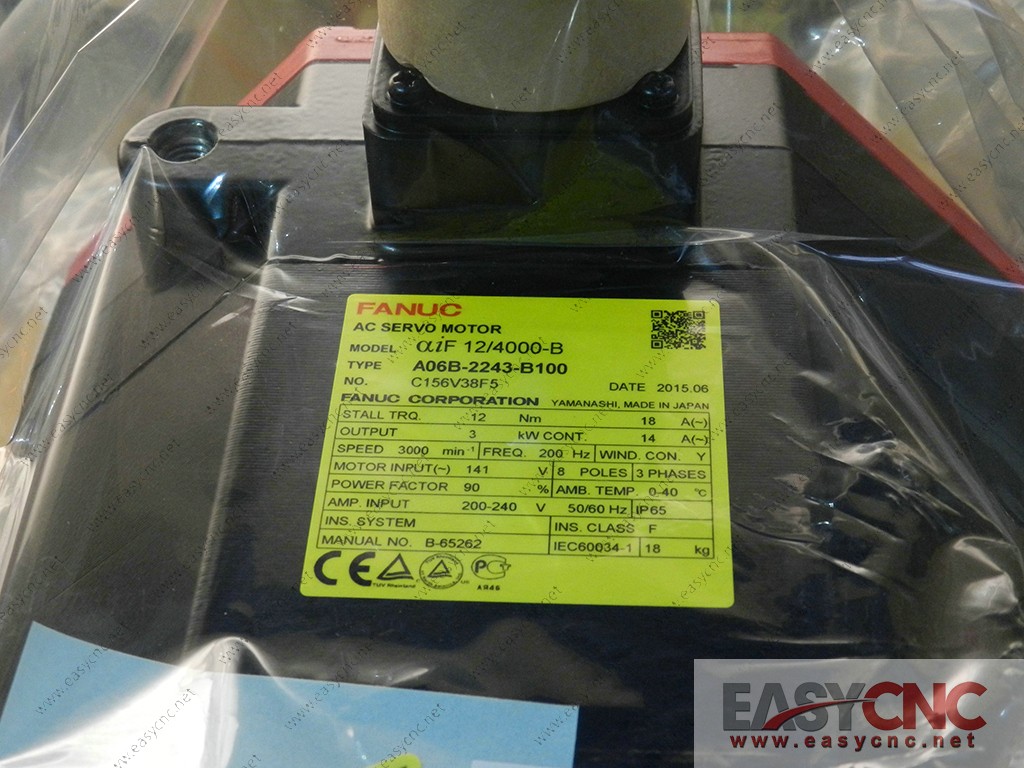 FANUC
AC SERVO MOTOR
MODEL αiF 12/4000-B
TYPE A06B-2243-B100
NO. C156V38F5 DATE 2015.06
FANUC CORPORATION YAMANASHI, MADE IN JAPAN
STALL TRQ. 12 Nm 18 A(~)
OUTPUT 3 kW CONT. 14 A(~)
SPEED 3000 min⁻¹ FREQ. 200 Hz WIND. CON. Y
MOTOR INPUT(~) 141 V 8 POLES 3 PHASES
POWER FACTOR 90 % AMB. TEMP. 0-40 °C
AMP. INPUT 200-240 V 50/60 Hz IP65
INS. SYSTEM INS. CLASS F
MANUAL NO. B-65262 IEC60034-1 18 kg
CE
TUV Rheinland
EASYCNC
www.easycnc.net